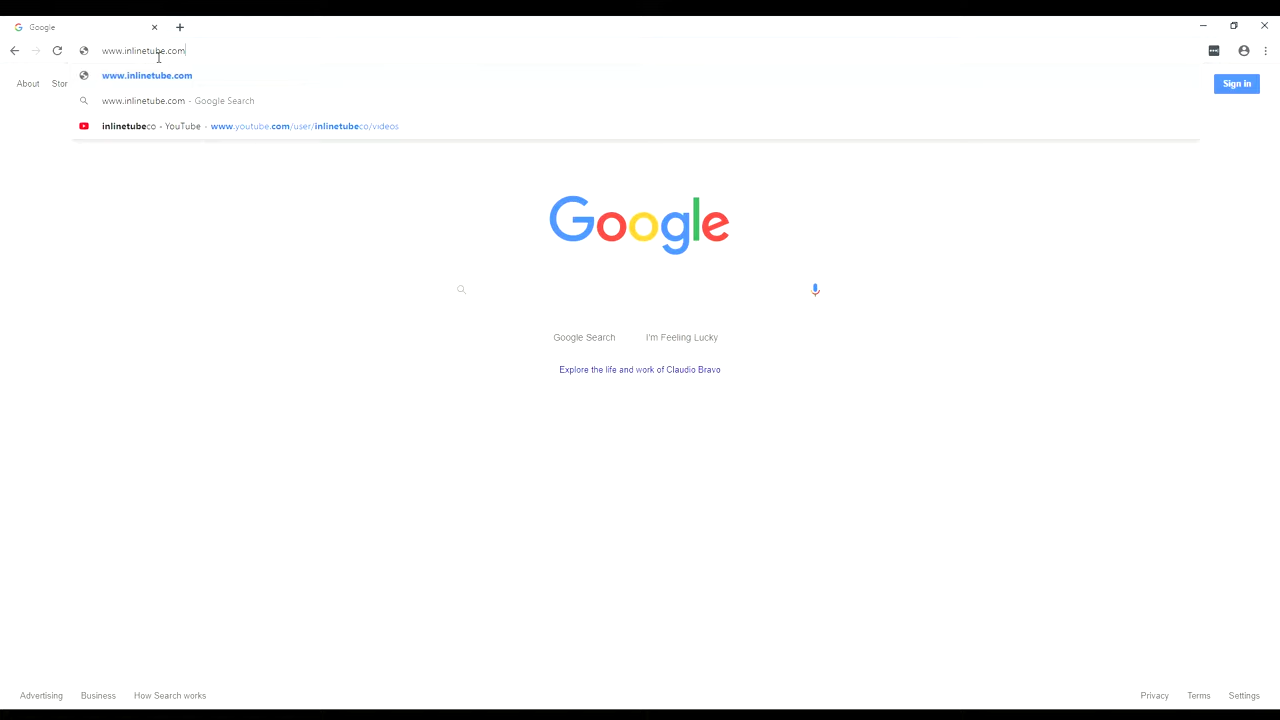 Google
www.inlinetube.com
About Stor
www.inlinetube.com
www.inlinetube.com - Google Search
inlinetubeco - YouTube - www.youtube.com/user/inlinetubeco/videos
Sign in
Google
Google Search I'm Feeling Lucky
Explore the life and work of Claudio Bravo
Advertising Business How Search works Privacy Terms Settings